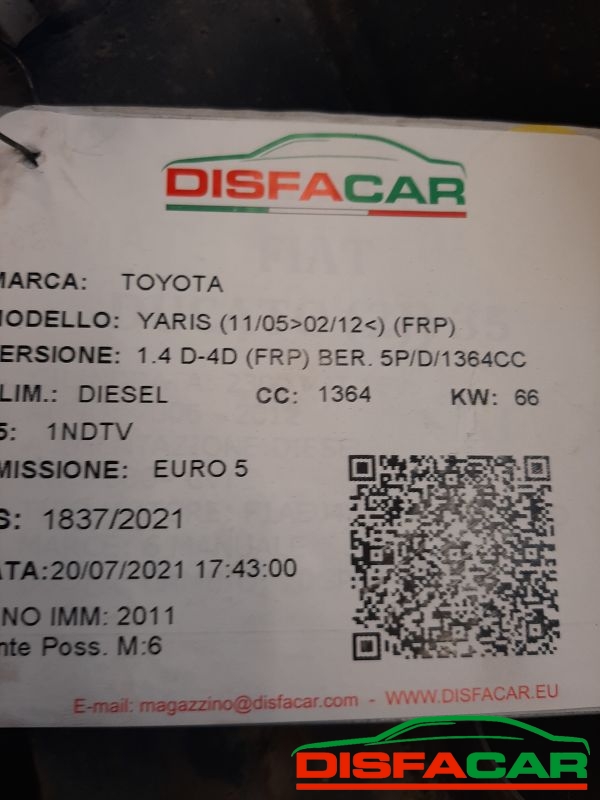 DISFACAR
MARCA: TOYOTA
MODELLO: YARIS (11/05>02/12<) (FRP)
ERSIONE: 1.4 D-4D (FRP) BER. 5P/D/1364CC
LIM.: DIESEL CC: 1364 KW: 66
5: 1NDTV
MISSIONE: EURO 5
S: 1837/2021
ATA:20/07/2021 17:43:00
NO IMM: 2011
nte Poss. M:6
E-mail: magazzino@disfacar.com - WWW.DISFACAR.EU
DISFACAR